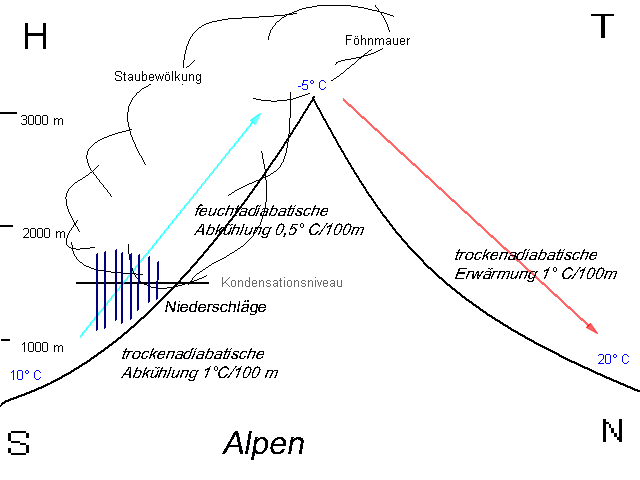 H
T
Föhnmauer
Staubewölkung
-5° C
3000 m
feuchtadiabatische
Abkühlung 0,5° C/100m
2000 m
trockenadiabatische
Erwärmung 1° C/100m
Kondensationsniveau
Niederschläge
1000 m
trockenadiabatische
Abkühlung 1°C/100 m
10° C
20° C
S
Alpen
N